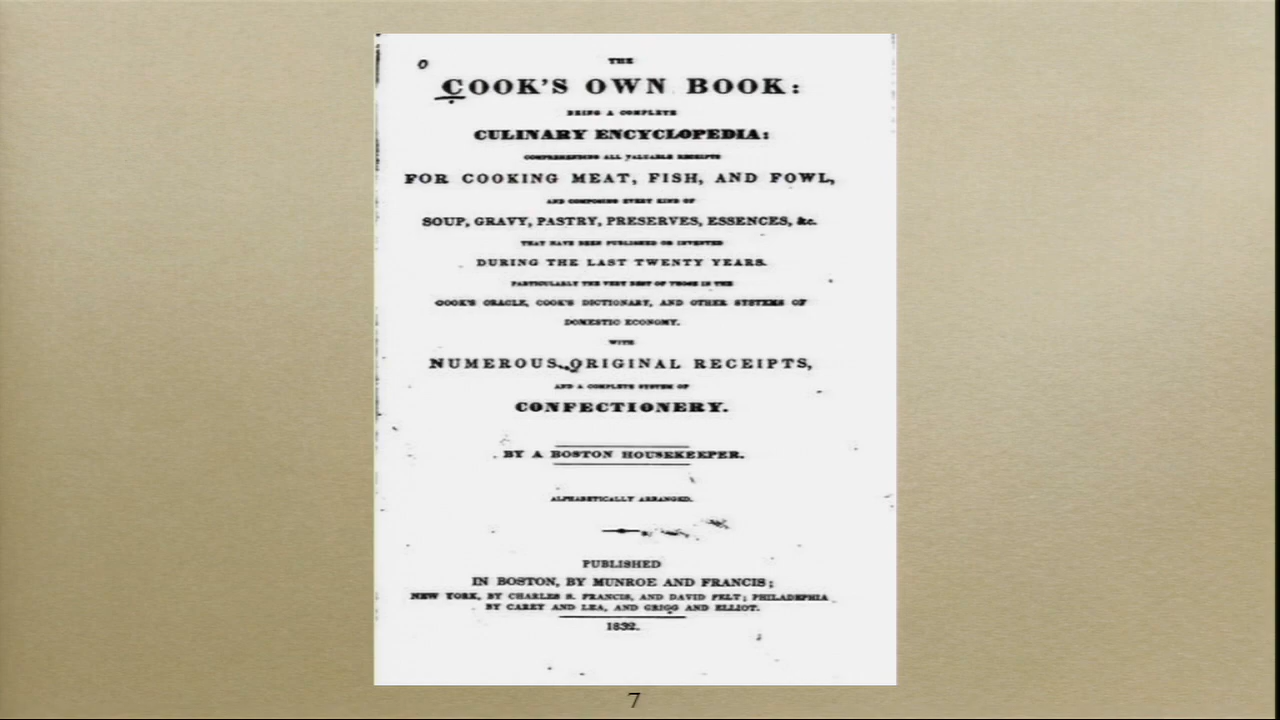 THE
COOK'S OWN BOOK:
BEING A COMPLETE
CULINARY ENCYCLOPEDIA:
COMPREHENDING ALL VALUABLE RECEIPTS
FOR COOKING MEAT, FISH, AND FOWL,
AND COMPOSING EVERY KIND OF
SOUP, GRAVY, PASTRY, PRESERVES, ESSENCES, &c.
THAT HAVE BEEN PUBLISHED OR INVENTED
DURING THE LAST TWENTY YEARS.
PARTICULARLY THE VERY BEST OF THOSE IN THE
COOK'S ORACLE, COOK'S DICTIONARY, AND OTHER SYSTEMS OF
DOMESTIC ECONOMY.
WITH
NUMEROUS ORIGINAL RECEIPTS,
AND A COMPLETE SYSTEM OF
CONFECTIONERY.
BY A BOSTON HOUSEKEEPER.
ALPHABETICALLY ARRANGED.
PUBLISHED
IN BOSTON, BY MUNROE AND FRANCIS;
NEW YORK, BY CHARLES S. FRANCIS, AND DAVID FELT; PHILADEPHIA
BY CAREY AND LEA, AND GRIGG AND ELLIOT.
1832.
7